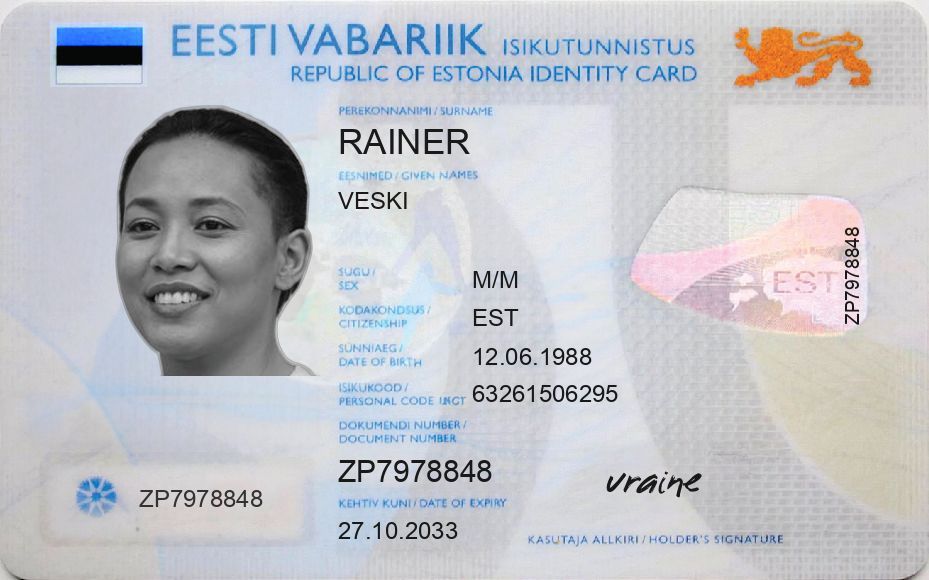 EESTI VABARIIK ISIKUTUNNISTUS
REPUBLIC OF ESTONIA IDENTITY CARD
PEREKONNANIMI / SURNAME
RAINER
EESNIMED / GIVEN NAMES
VESKI
SUGU /
SEX
M/M
KODAKONDSUS /
CITIZENSHIP
EST
SÜNNIAEG /
DATE OF BIRTH
12.06.1988
ISIKUKOOD /
PERSONAL CODE
63261506295
DOKUMENDI NUMBER /
DOCUMENT NUMBER
ZP7978848
KEHTIV KUNI / DATE OF EXPIRY
27.10.2033
ZP7978848
EST
ZP7978848
vraine
KASUTAJA ALLKIRI / HOLDER'S SIGNATURE